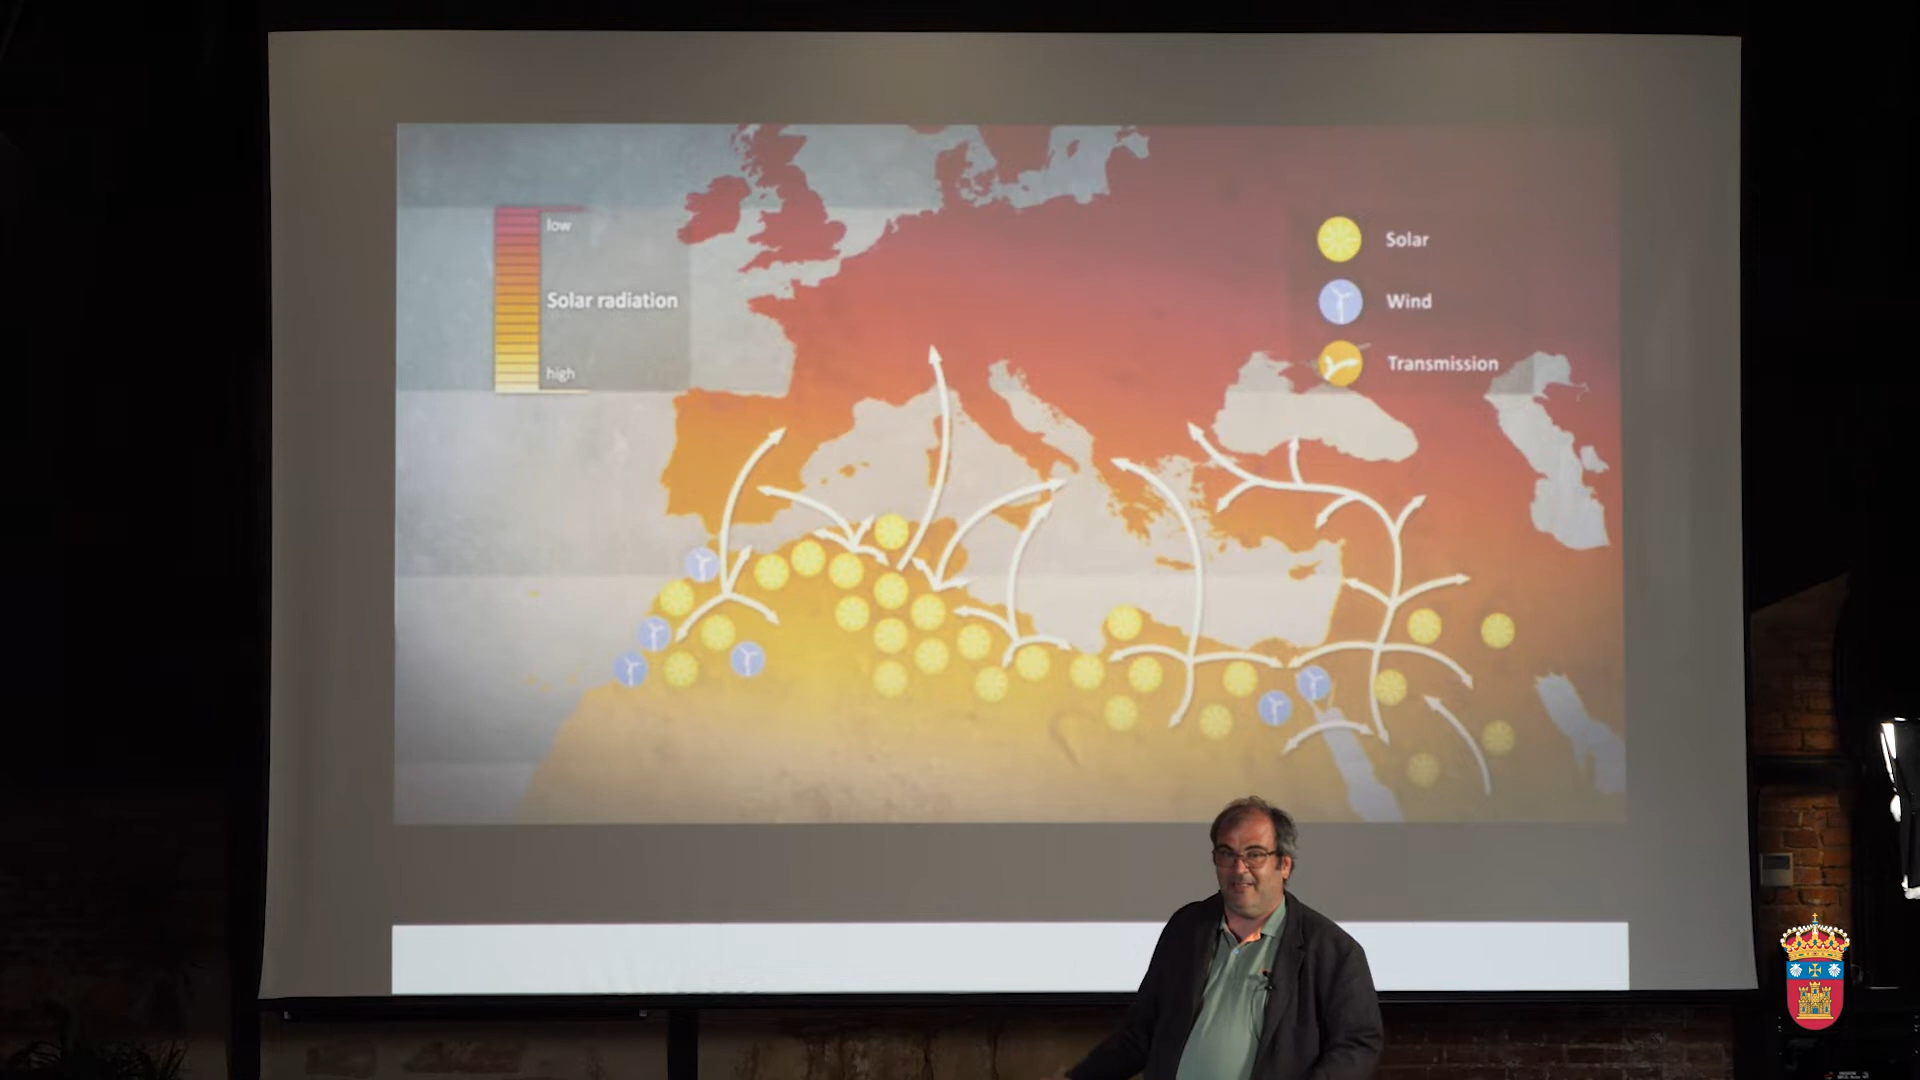 low
Solar radiation
high
Solar
Wind
Transmission